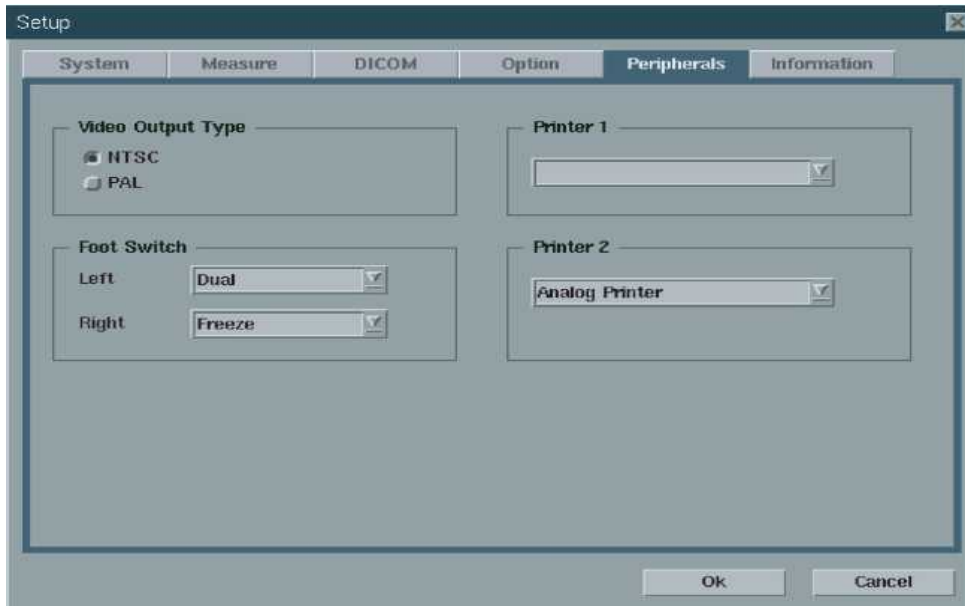 Setup
System Measure DICOM Option Peripherals Information
Video Output Type
NTSC
PAL
Printer 1
Foot Switch
Left Dual
Right Freeze
Printer 2
Analog Printer
Ok Cancel